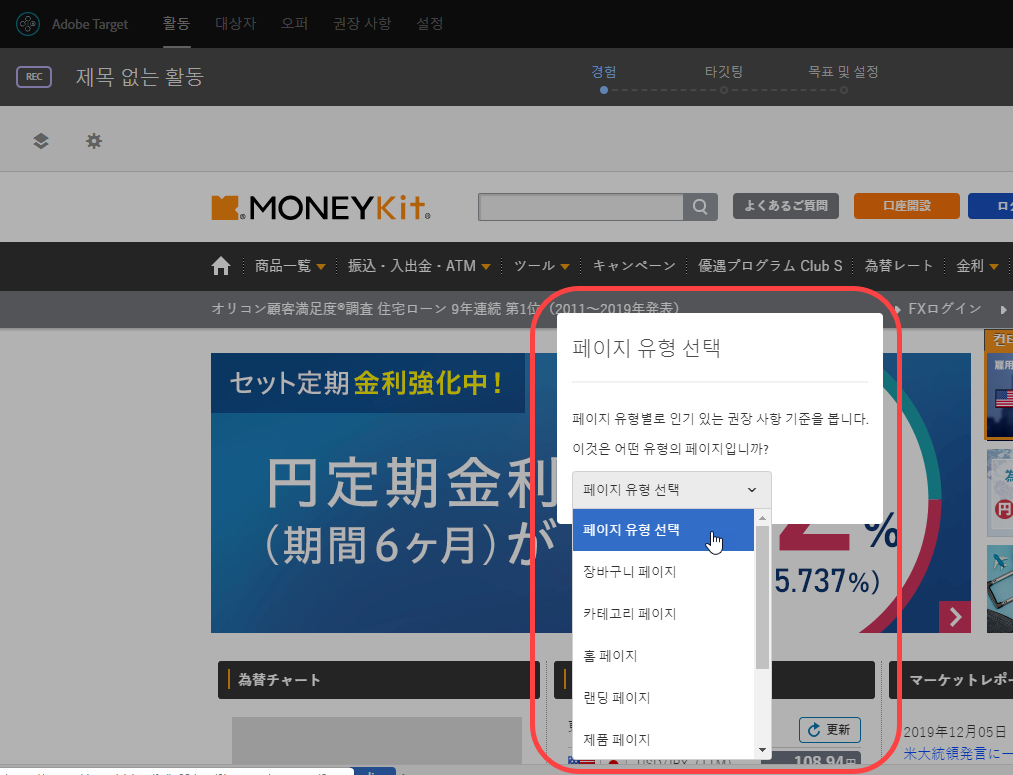 Adobe Target 활동 대상자 오퍼 권장 사항 설정
REC 제목 없는 활동 경험 타깃팅 목표 및 설정
MONEYKit よくあるご質問 口座開設
商品一覧 振込・入出金・ATM ツール キャンペーン 優遇プログラム Club S 為替レート 金利
オリコン顧客満足度®調査 住宅ローン 9年連続 第1位 (2011〜2019年発表) FXログイン
セット定期金利強化中!
円定期金利
(期間6ヶ月)が
2%
5.737%)
페이지 유형 선택
페이지 유형별로 인기 있는 권장 사항 기준을 봅니다.
이것은 어떤 유형의 페이지입니까?
페이지 유형 선택
페이지 유형 선택
장바구니 페이지
카테고리 페이지
홈 페이지
랜딩 페이지
제품 페이지
為替チャート
マーケットレポー
更新
2019年12月05日
米大統領発言に一
108.94円